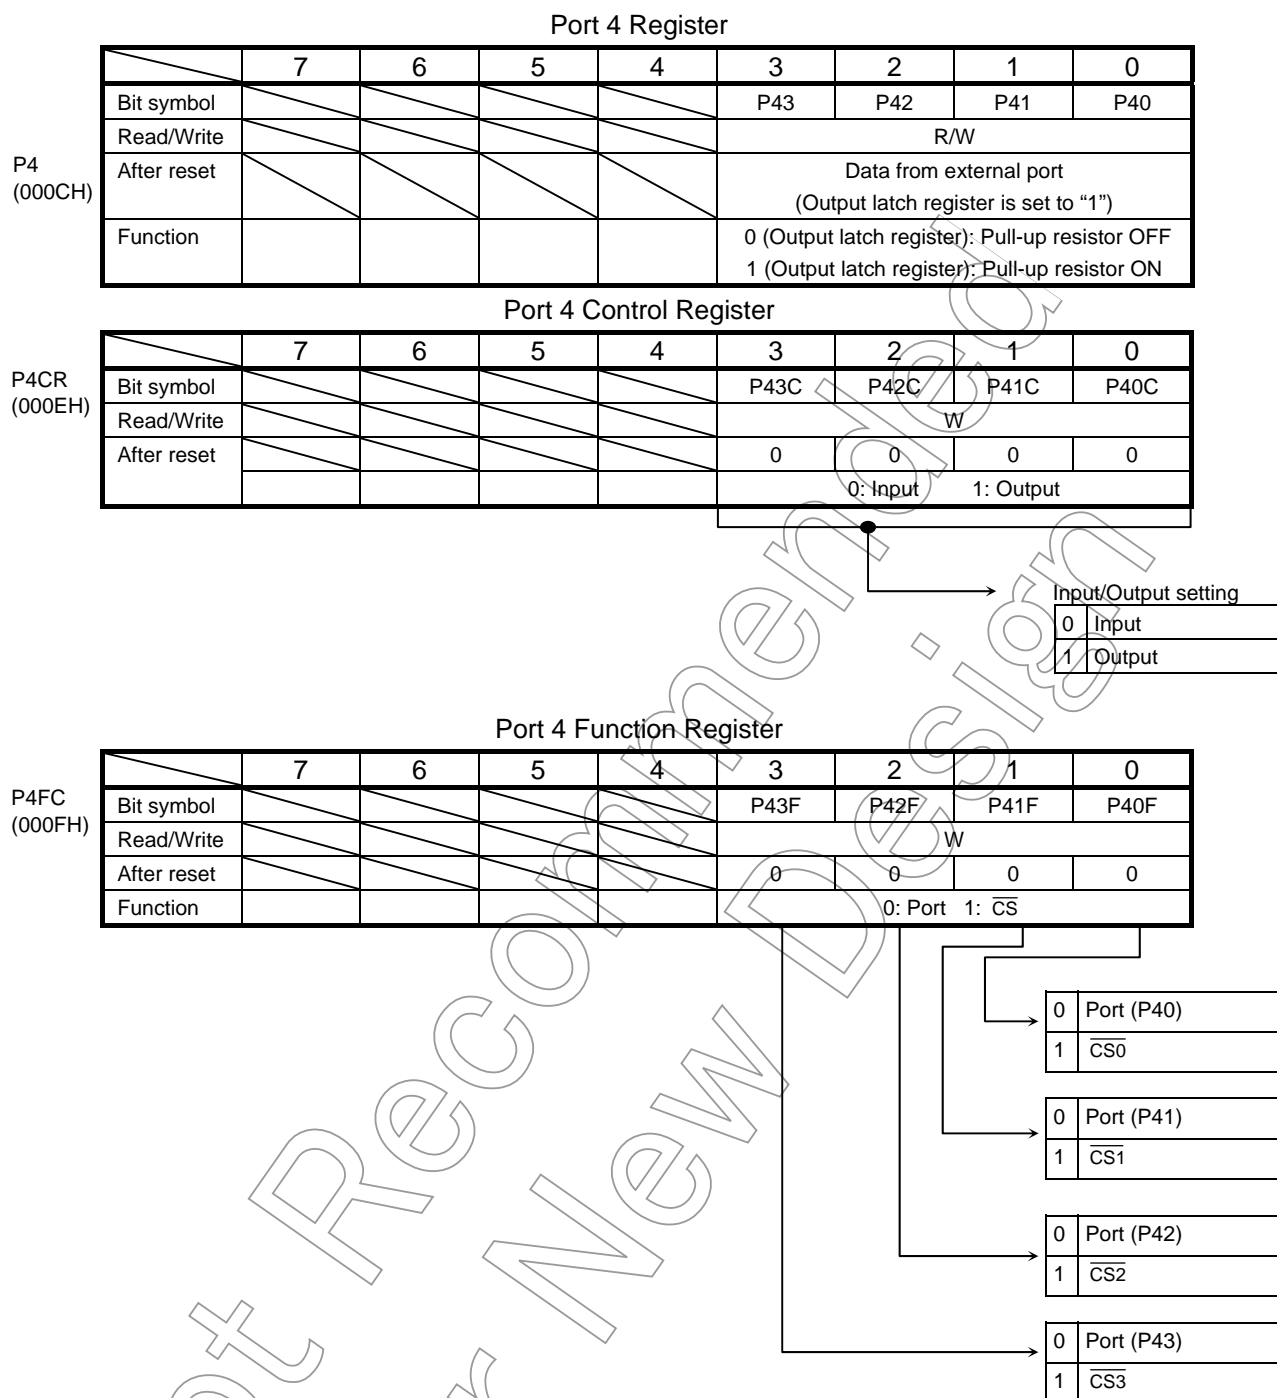 Port 4 Register
7 6 5 4 3 2 1 0
Bit symbol P43 P42 P41 P40
Read/Write R/W
P4
(000CH)
After reset Data from external port
(Output latch register is set to “1”)
Function 0 (Output latch register): Pull-up resistor OFF
1 (Output latch register): Pull-up resistor ON
Port 4 Control Register
7 6 5 4 3 2 1 0
P4CR
(000EH)
Bit symbol P43C P42C P41C P40C
Read/Write W
After reset 0 0 0 0
0: Input 1: Output
Input/Output setting
0 Input
1 Output
Port 4 Function Register
7 6 5 4 3 2 1 0
P4FC
(000FH)
Bit symbol P43F P42F P41F P40F
Read/Write W
After reset 0 0 0 0
Function 0: Port 1: C̅S̅
0 Port (P40)
1 C̅S̅0̅
0 Port (P41)
1 C̅S̅1̅
0 Port (P42)
1 C̅S̅2̅
0 Port (P43)
1 C̅S̅3̅
Recommended
New Design